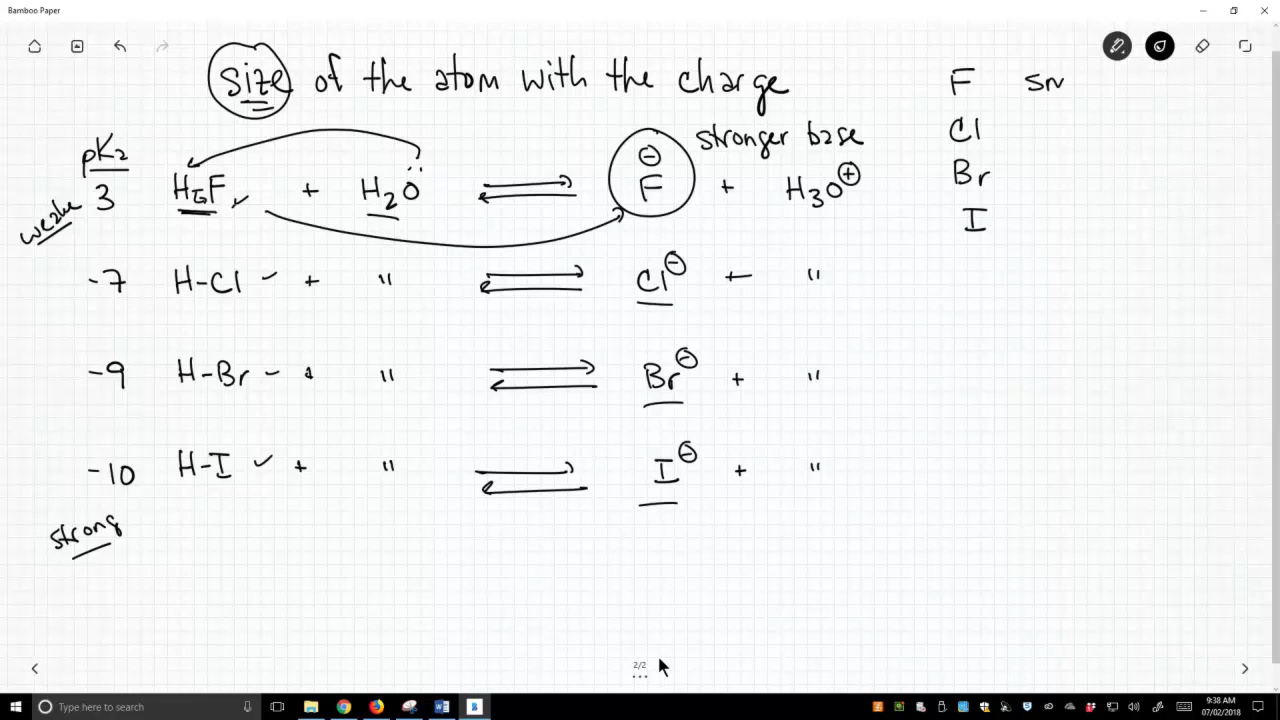 Bamboo Paper
size of the atom with the charge
F sm
Cl
Br
I
stronger base
pKa
3 H-F + H2O ⇌ F⊖ + H3O⊕
weak
-7 H-Cl + " ⇌ Cl⊖ + "
-9 H-Br + " ⇌ Br⊖ + "
-10 H-I + " ⇌ I⊖ + "
strong
2/2
Type here to search
9:38 AM
07/02/2018